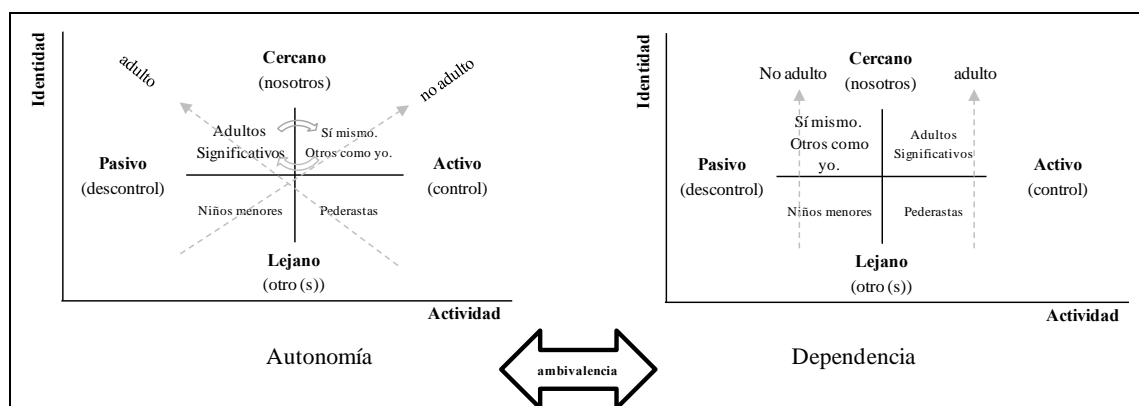 Identidad
adulto
Cercano
(nosotros)
no adulto
Adultos
Significativos
Sí mismo.
Otros como yo.
Pasivo
(descontrol)
Activo
(control)
Niños menores
Pederastas
Lejano
(otro (s))
Actividad
Autonomía
ambivalencia
Identidad
No adulto
Cercano
(nosotros)
adulto
Sí mismo.
Otros como
yo.
Adultos
Significativos
Pasivo
(descontrol)
Activo
(control)
Niños menores
Pederastas
Lejano
(otro (s))
Actividad
Dependencia